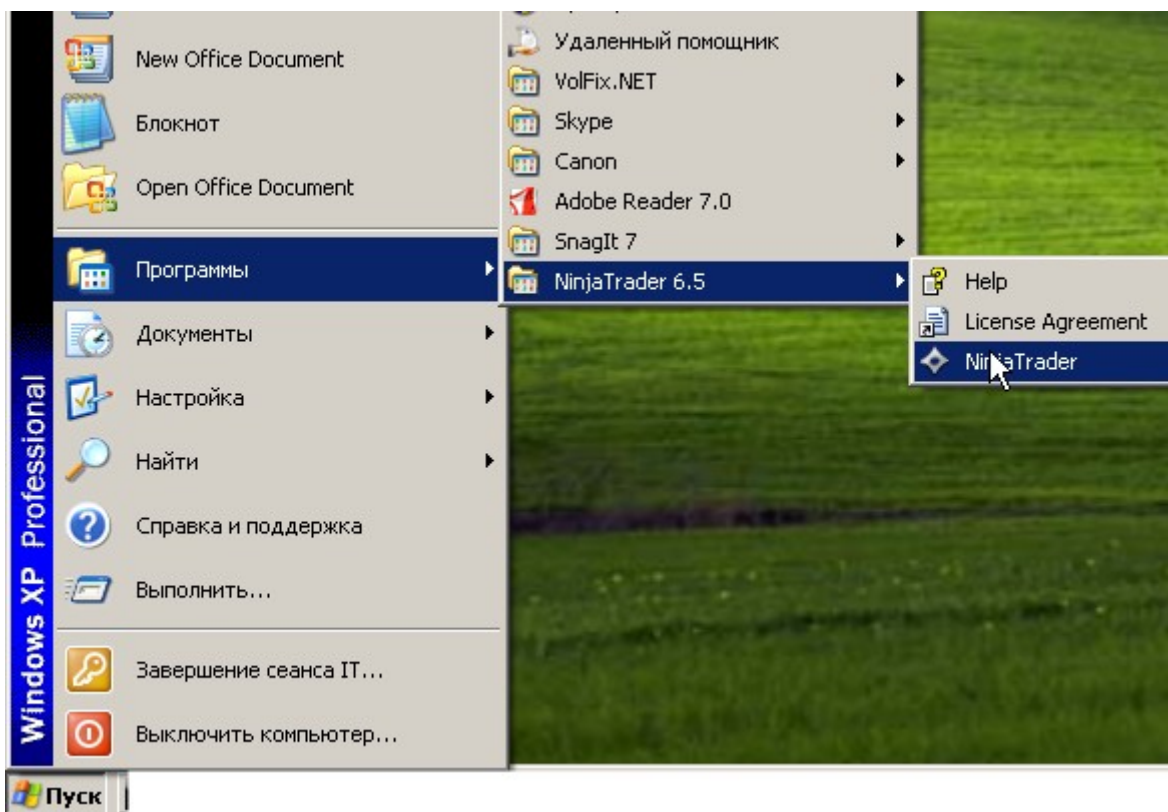 New Office Document
Блокнот
Open Office Document
Программы
Документы
Настройка
Найти
Справка и поддержка
Выполнить...
Завершение сеанса IT...
Выключить компьютер...
Windows XP Professional
Пуск
Удаленный помощник
VolFix.NET
Skype
Canon
Adobe Reader 7.0
SnagIt 7
NinjaTrader 6.5
Help
License Agreement
NinjaTrader